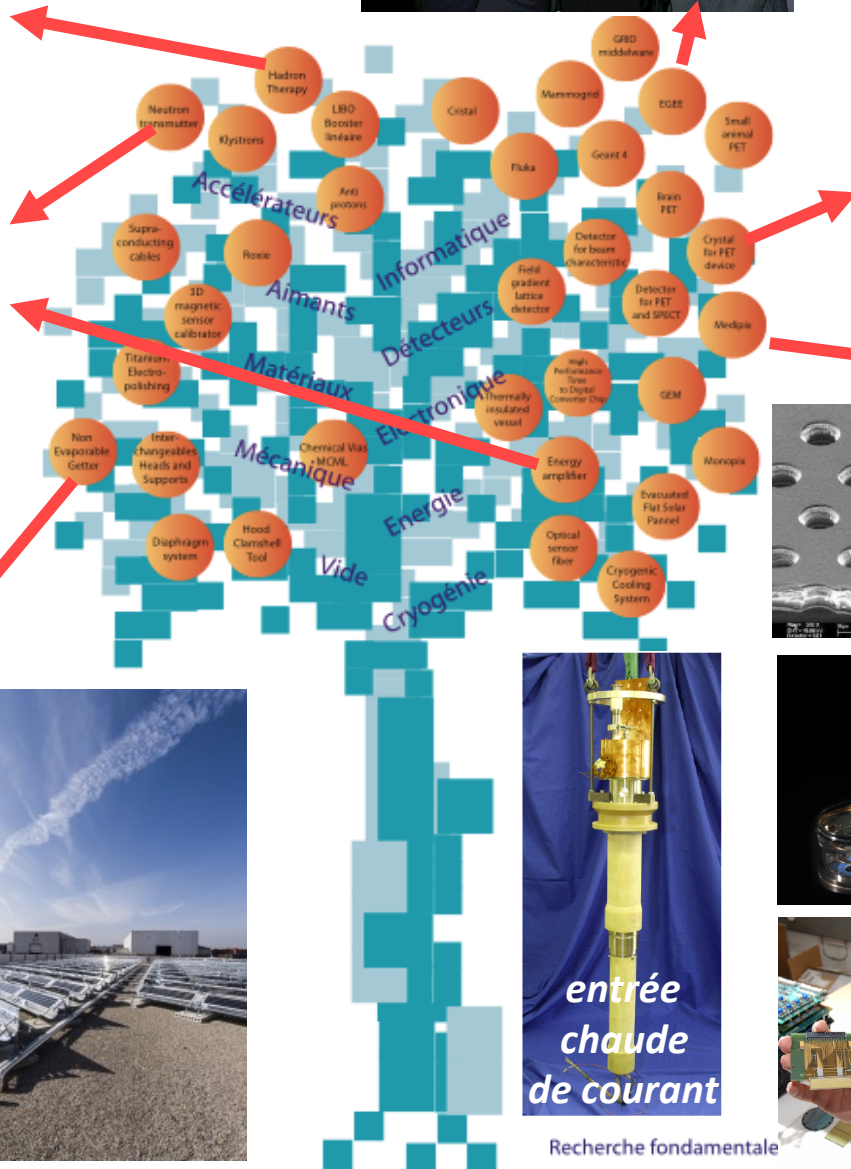 GRID
middelware
Hadron
Therapy
Mammogrid
EGEE
Cristal
Neutron
transmutter
LIBO
Booster
linéaire
Small
animal
PET
Klystrons
Geant 4
Fluka
Accélérateurs
Anti
protons
Brain
PET
Supra-
conducting
cables
Roxie
Informatique
Detector
for beam
characteristic
Crystal
for PET
device
Field
gradient
lattice
detector
Aimants
Detector
for PET
and SPECT
3D
magnetic
sensor
calibrator
Détecteurs
Medipix
Titanium
Electro-
polishing
Matériaux
High
Performance
Time
to Digital
Converter Chip
GEM
Electronique
Thermally
insulated
vessel
Non
Evaporable
Getter
Inter-
changeables
Heads and
Supports
Mécanique
Chemical Vias
MCML
Energy
amplifier
Monopix
Energie
Evacuated
Flat Solar
Pannel
Diaphragm
system
Hood
Clamshell
Tool
Vide
Optical
sensor
fiber
Cryogénie
Cryogenic
Cooling
System
entrée
chaude
de courant
Recherche fondamentale